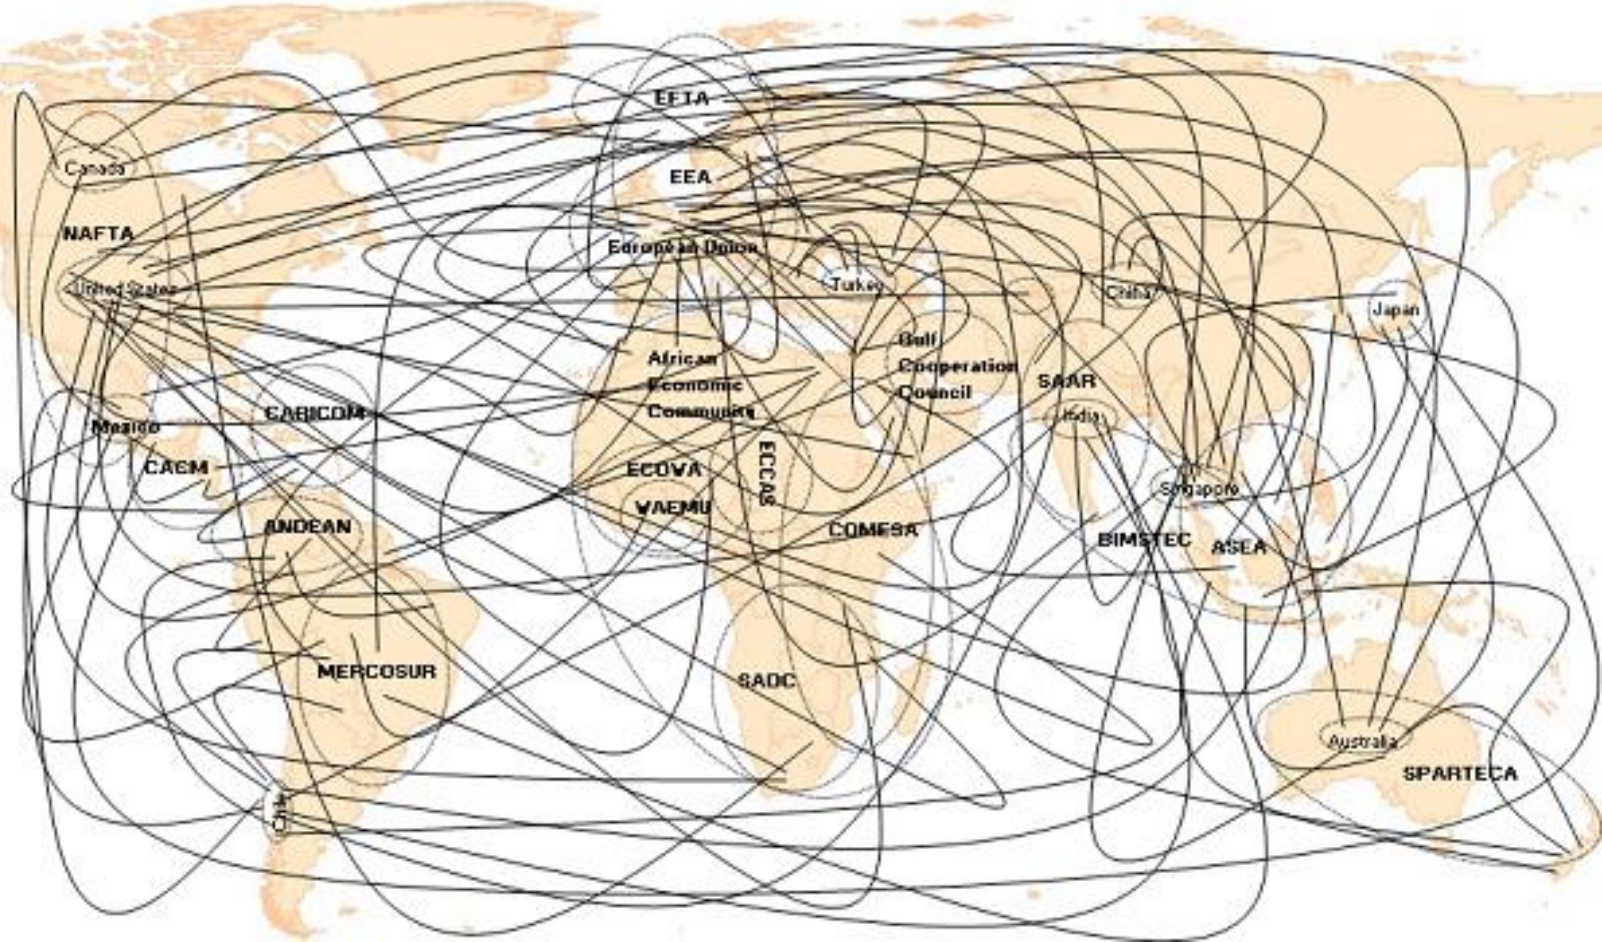 EFTA
Canada
EEA
NAFTA
European Union
United States
Turkey
China
Japan
African
Economic
Community
Gulf
Cooperation
Council
SAAR
India
CARICOM
Mexico
CACM
ECOWA
ECCAS
WAEMU
Singapore
ANDEAN
COMESA
BIMSTEC
ASEA
MERCOSUR
SADC
Australia
SPARTECA